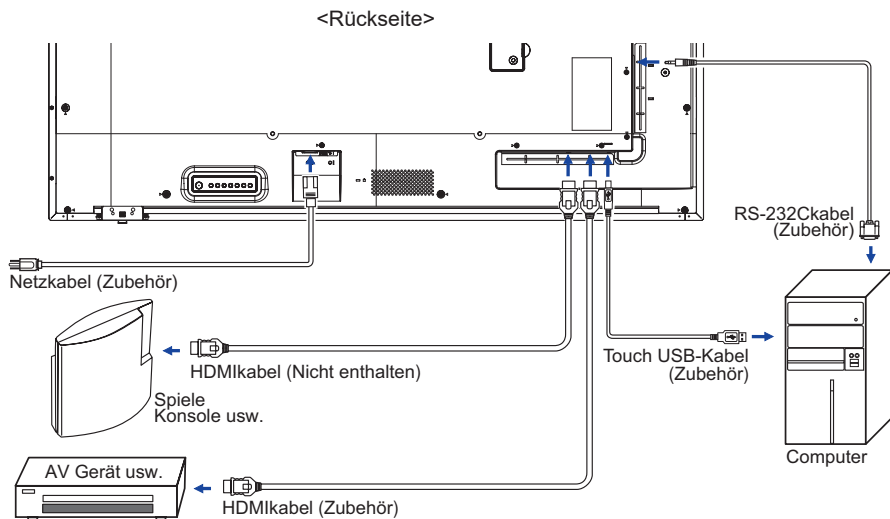 <Rückseite>
RS-232Ckabel
(Zubehör)
Netzkabel (Zubehör)
HDMIkabel (Nicht enthalten)
Touch USB-Kabel
(Zubehör)
Spiele
Konsole usw.
Computer
AV Gerät usw.
HDMIkabel (Zubehör)